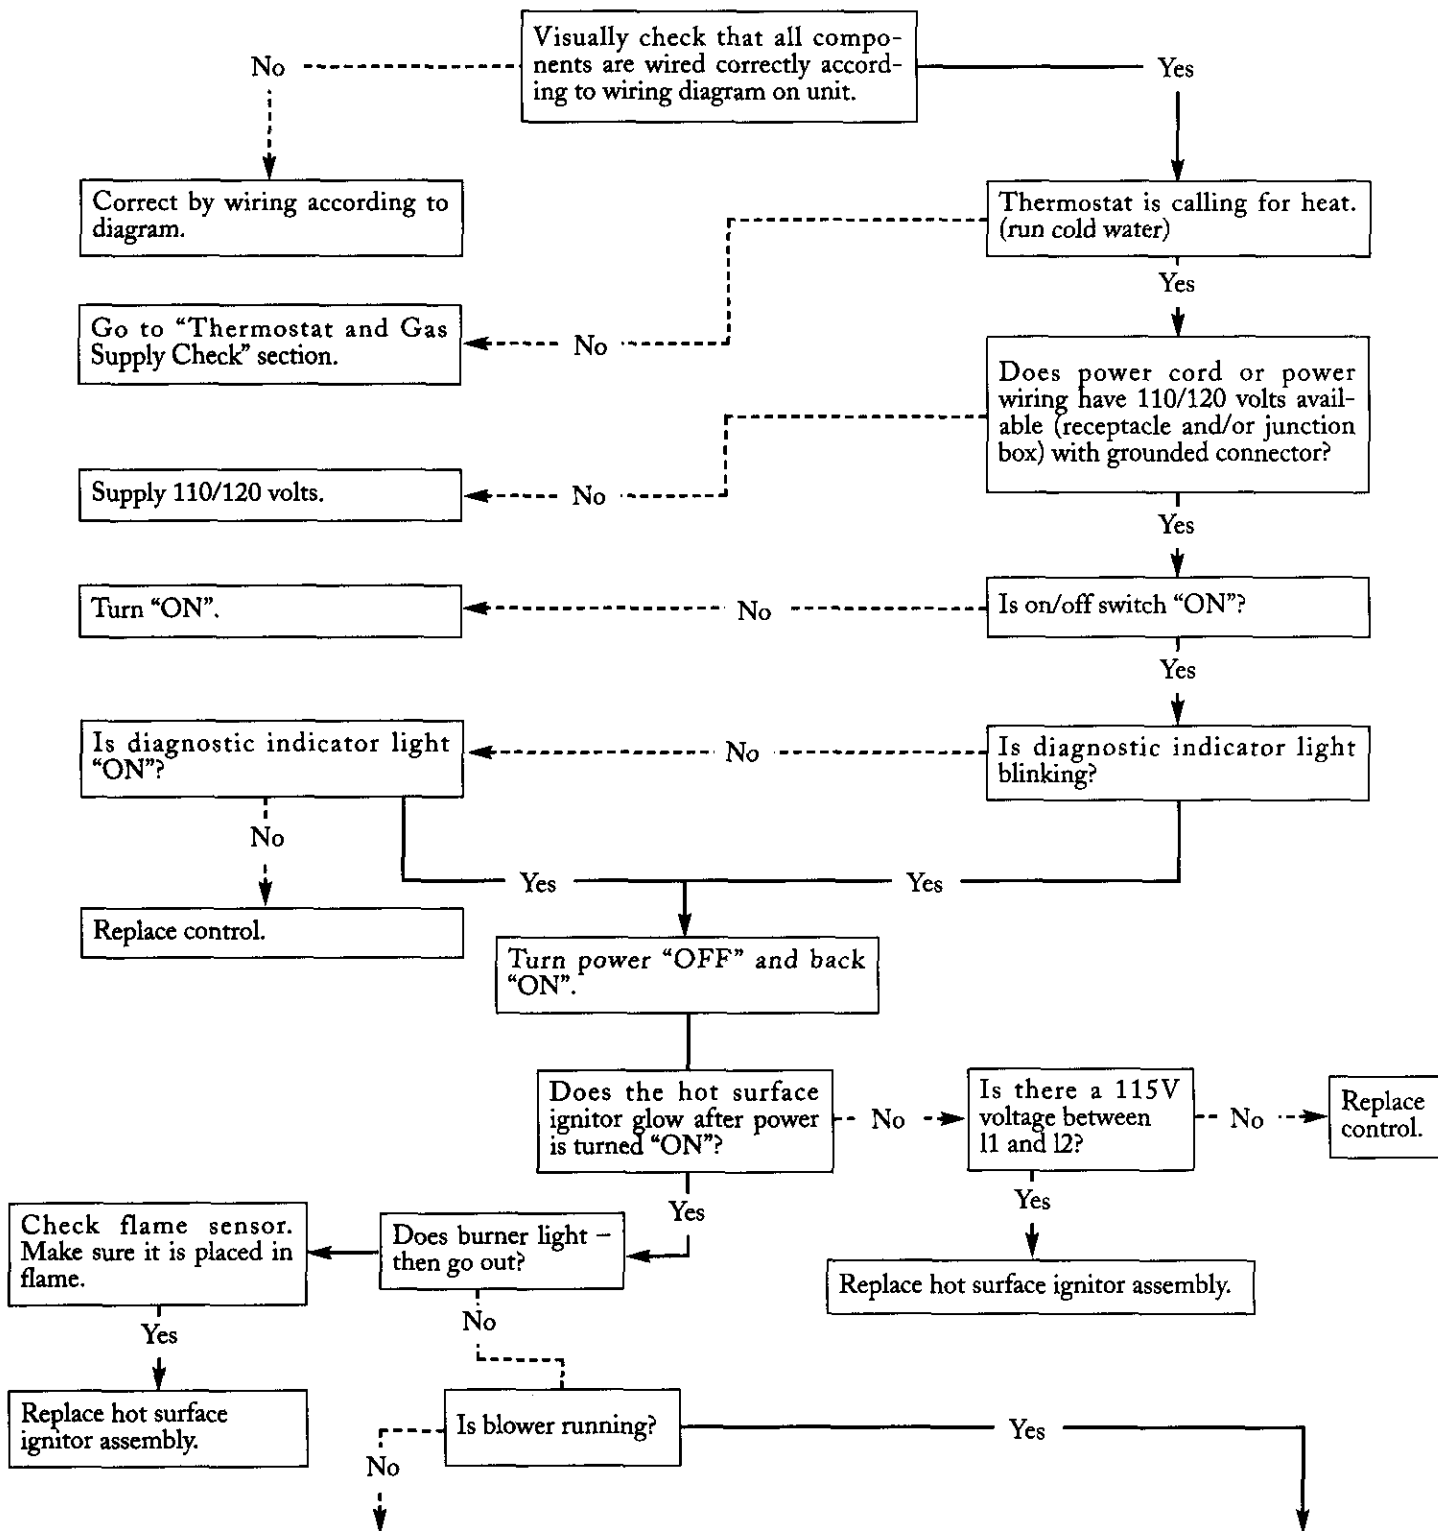 Visually check that all compo-
nents are wired correctly accord-
ing to wiring diagram on unit.
No
Yes
Correct by wiring according to
diagram.
Thermostat is calling for heat.
(run cold water)
Yes
Go to “Thermostat and Gas
Supply Check” section.
No
Does power cord or power
wiring have 110/120 volts avail-
able (receptacle and/or junction
box) with grounded connector?
Supply 110/120 volts.
No
Yes
Turn “ON”.
No
Is on/off switch “ON”?
Yes
Is diagnostic indicator light
“ON”?
No
Is diagnostic indicator light
blinking?
No
Yes
Yes
Replace control.
Turn power “OFF” and back
“ON”.
Does the hot surface
ignitor glow after power
is turned “ON”?
No
Is there a 115V
voltage between
l1 and l2?
No
Replace
control.
Yes
Yes
Check flame sensor.
Make sure it is placed in
flame.
Does burner light –
then go out?
Replace hot surface ignitor assembly.
Yes
No
Replace hot surface
ignitor assembly.
Is blower running?
Yes
No